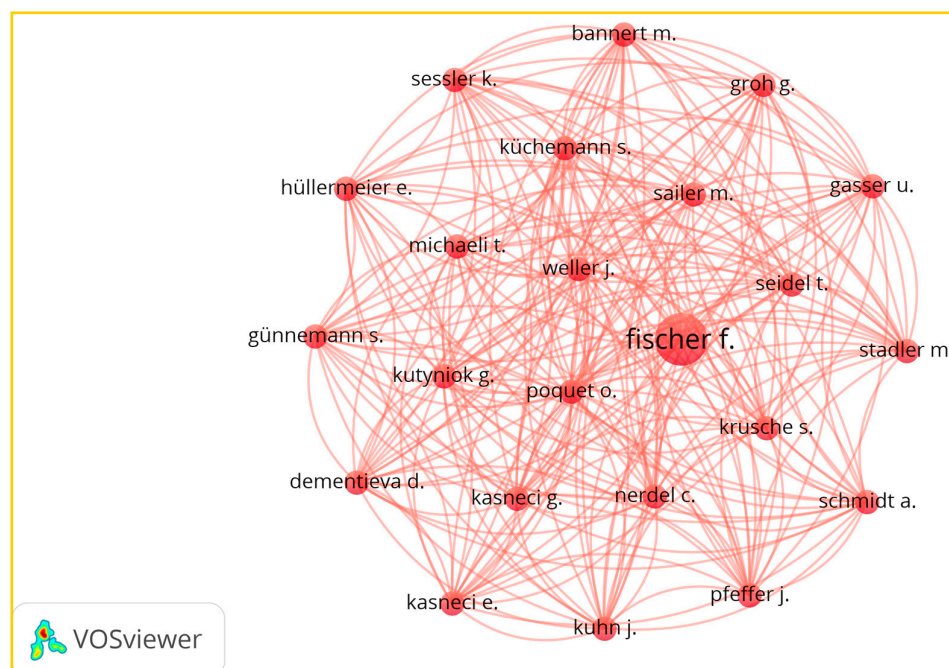 bannert m.
sessler k.
groh g.
küchemann s.
hüllermeier e.
sailer m.
gasser u.
michaeli t.
weller j.
seidel t.
günnemann s.
fischer f.
stadler m
kutyniok g.
poquet o.
krusche s.
dementieva d.
kasneci g.
nerdel c.
schmidt a.
kasneci e.
pfeffer j.
kuhn j.
VOSviewer